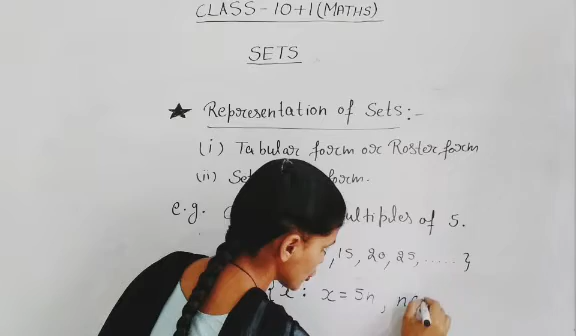 CLASS - 10+1 (MATHS)
SETS
★ Representation of Sets :-
(i) Tabular form or Roster form
(ii) Set form.
e.g. multiples of 5.
, 15, 20, 25, ..... }
{x : x = 5n, n